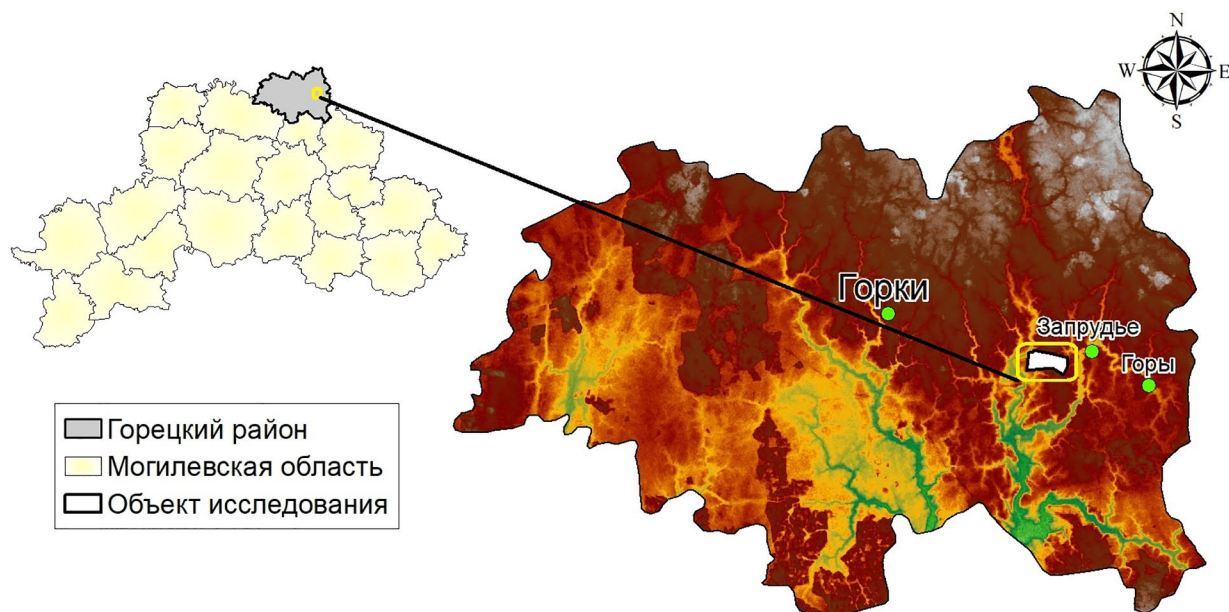 N
W E
S
Горки
Запрудье
Горы
Горецкий район
Могилевская область
Объект исследования